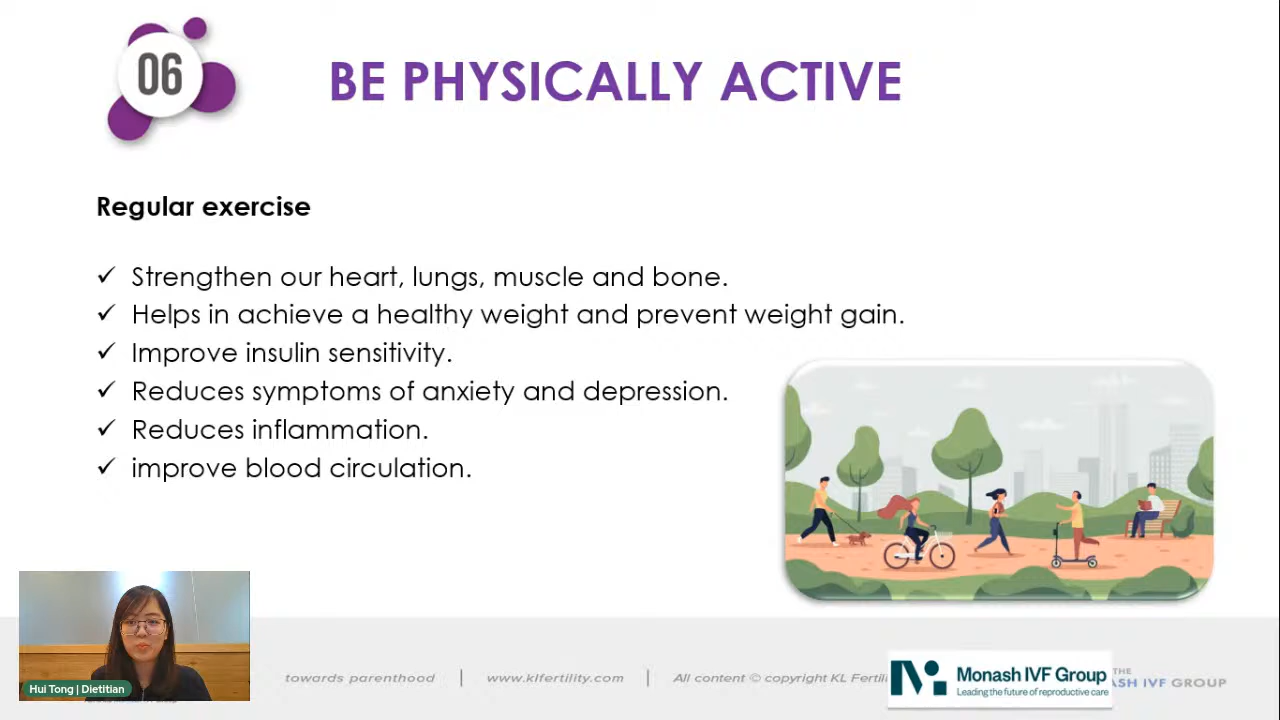 06
BE PHYSICALLY ACTIVE
Regular exercise
✓ Strengthen our heart, lungs, muscle and bone.
✓ Helps in achieve a healthy weight and prevent weight gain.
✓ Improve insulin sensitivity.
✓ Reduces symptoms of anxiety and depression.
✓ Reduces inflammation.
✓ improve blood circulation.
Hui Tong | Dietitian
towards parenthood | www.klfertility.com | All content © copyright KL Fertili
Monash IVF Group
Leading the future of reproductive care
THE
ASH IVF GROUP